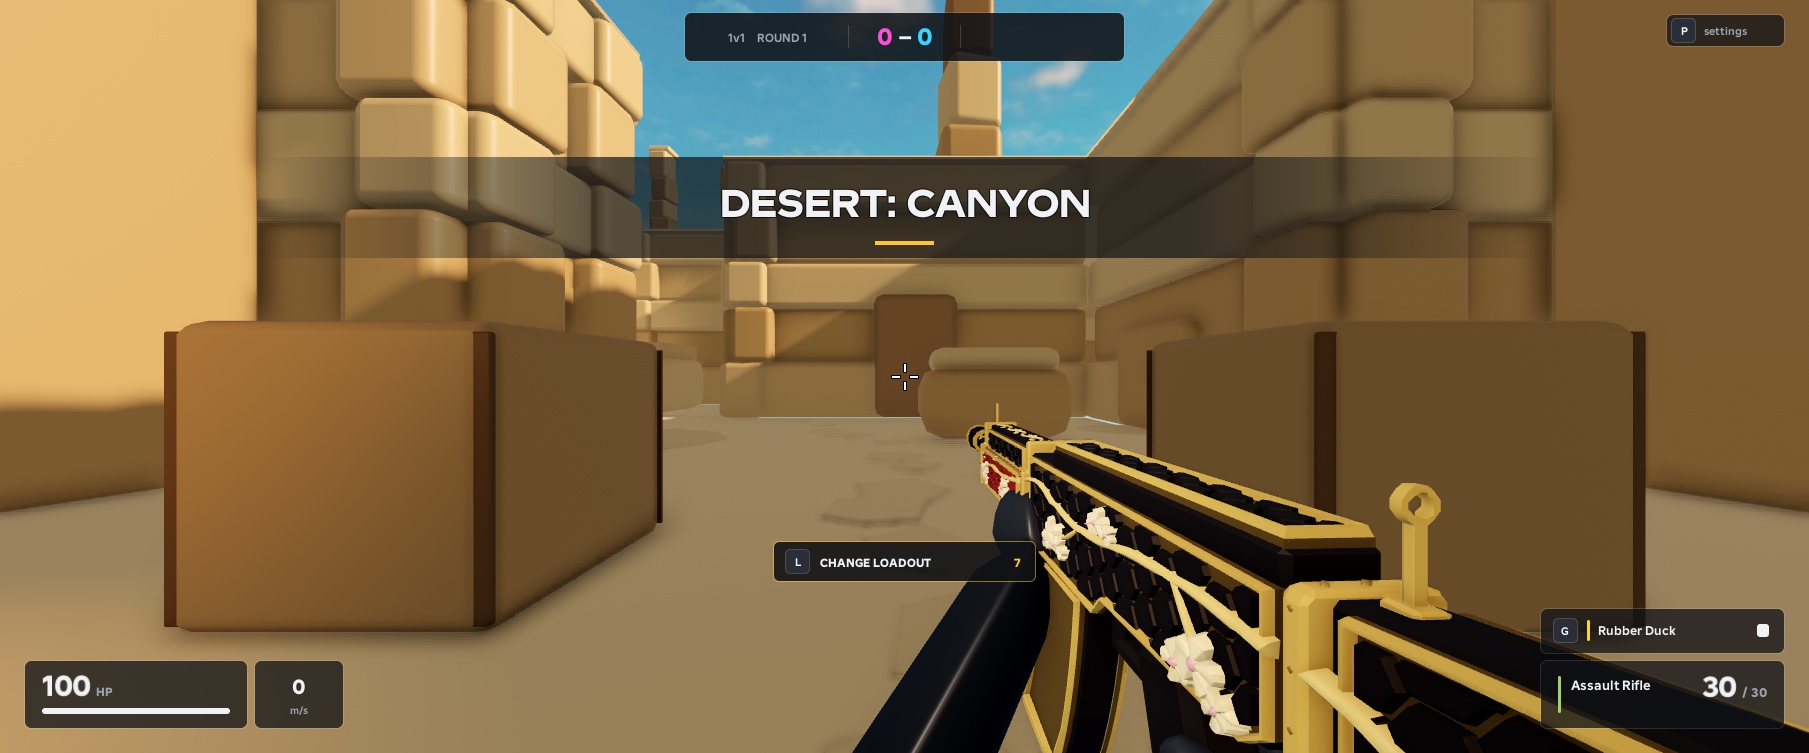 1v1 ROUND 1 0 – 0
P settings
DESERT: CANYON
L CHANGE LOADOUT 7
G Rubber Duck
100 HP
0
m/s
Assault Rifle 30 / 30